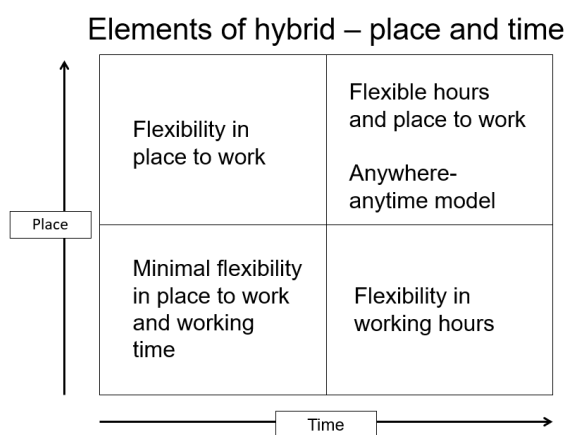 Elements of hybrid – place and time
Flexibility in
place to work
Flexible hours
and place to work
Anywhere-
anytime model
Place
Minimal flexibility
in place to work
and working
time
Flexibility in
working hours
Time